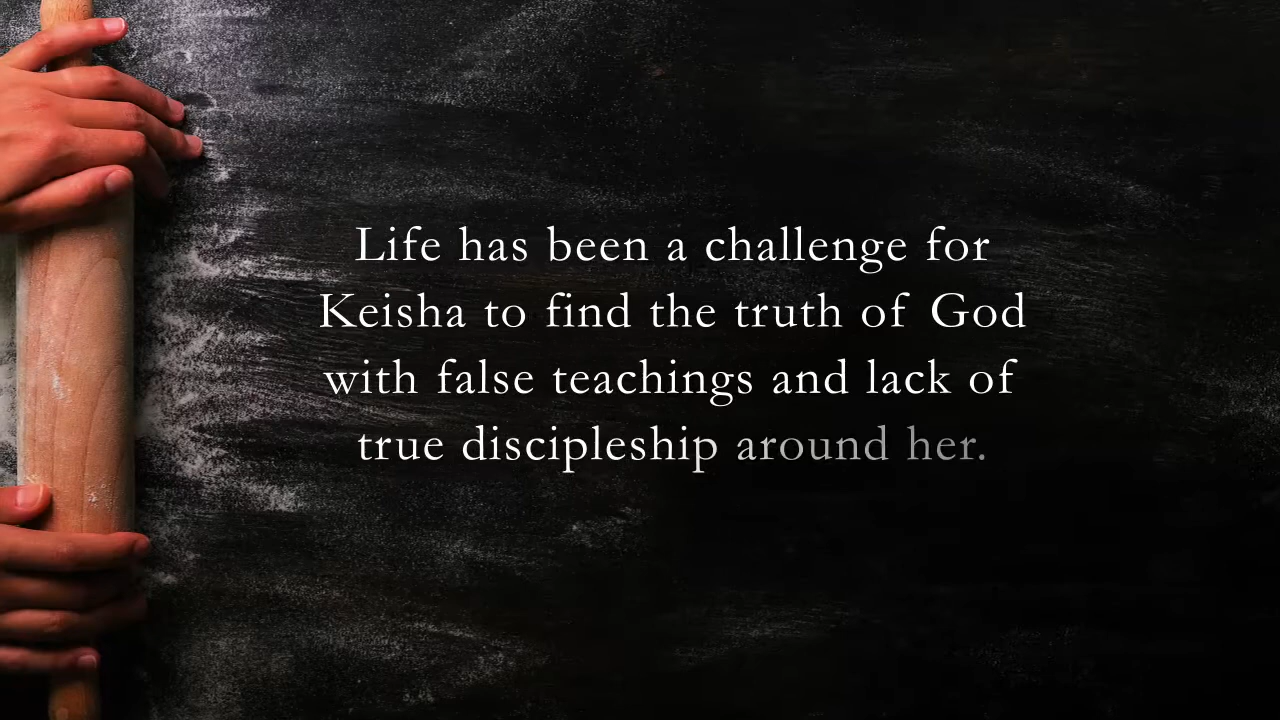 Life has been a challenge for
Keisha to find the truth of God
with false teachings and lack of
true discipleship around her.